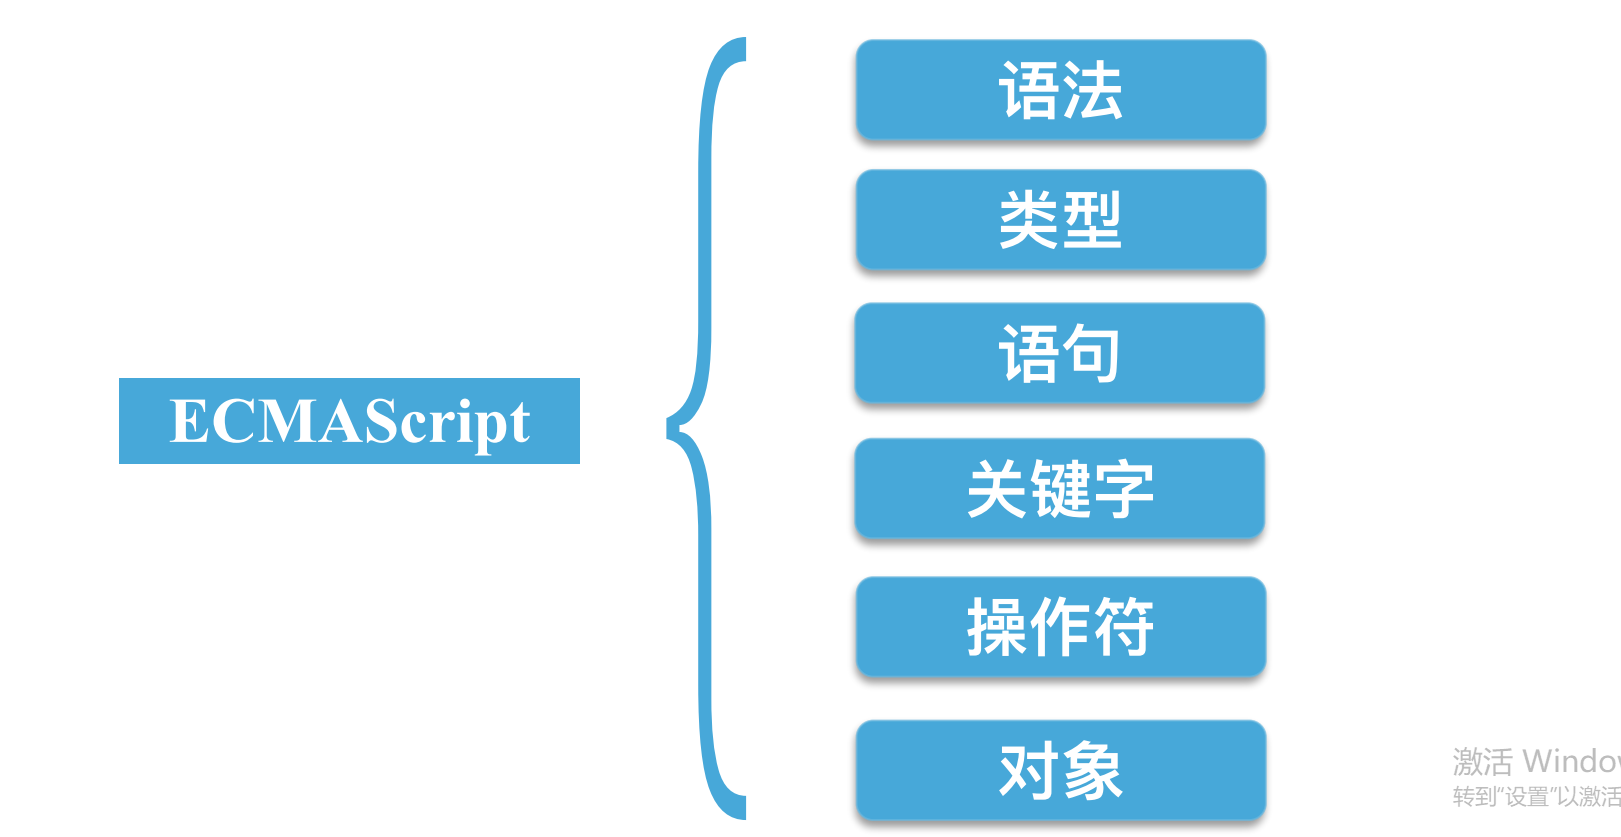 语法
类型
语句
ECMAScript
关键字
操作符
对象
激活 Window
转到“设置”以激活